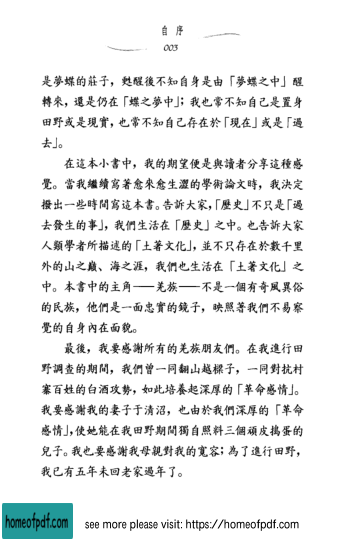 自序
003
是夢蝶的莊子，甦醒後不知自身是由「夢蝶之中」醒
轉來，還是仍在「蝶之夢中」；我也常不知自己是置身
田野或是現實，也常不知自己存在於「現在」或是「過
去」。
在這本小書中，我的期望便是與讀者分享這種感
覺。當我繼續寫著愈來愈生澀的學術論文時，我決定
撥出一些時間寫這本書。告訴大家，「歷史」不只是「過
去發生的事」，我們生活在「歷史」之中。也告訴大家
人類學者所描述的「土著文化」，並不只存在於數千里
外的山之巔、海之涯，我們也生活在「土著文化」之
中。本書中的主角——羌族——不是一個有奇風異俗
的民族，他們是一面忠實的鏡子，映照著我們不易察
覺的自身內在面貌。
最後，我要感謝所有的羌族朋友們。在我進行田
野調查的期間，我們曾一同翻山越樑子，一同對抗村
寨百姓的白酒攻勢，如此培養起深厚的「革命感情」。
我要感謝我的妻子于清沼，也由於我們深厚的「革命
感情」，使她能在我田野期間獨自照料三個頑皮搗蛋的
兒子。我也要感謝我母親對我的寬容；為了進行田野，
我已有五年未回老家過年了。
homeofpdf.com
see more please visit: https://homeofpdf.com